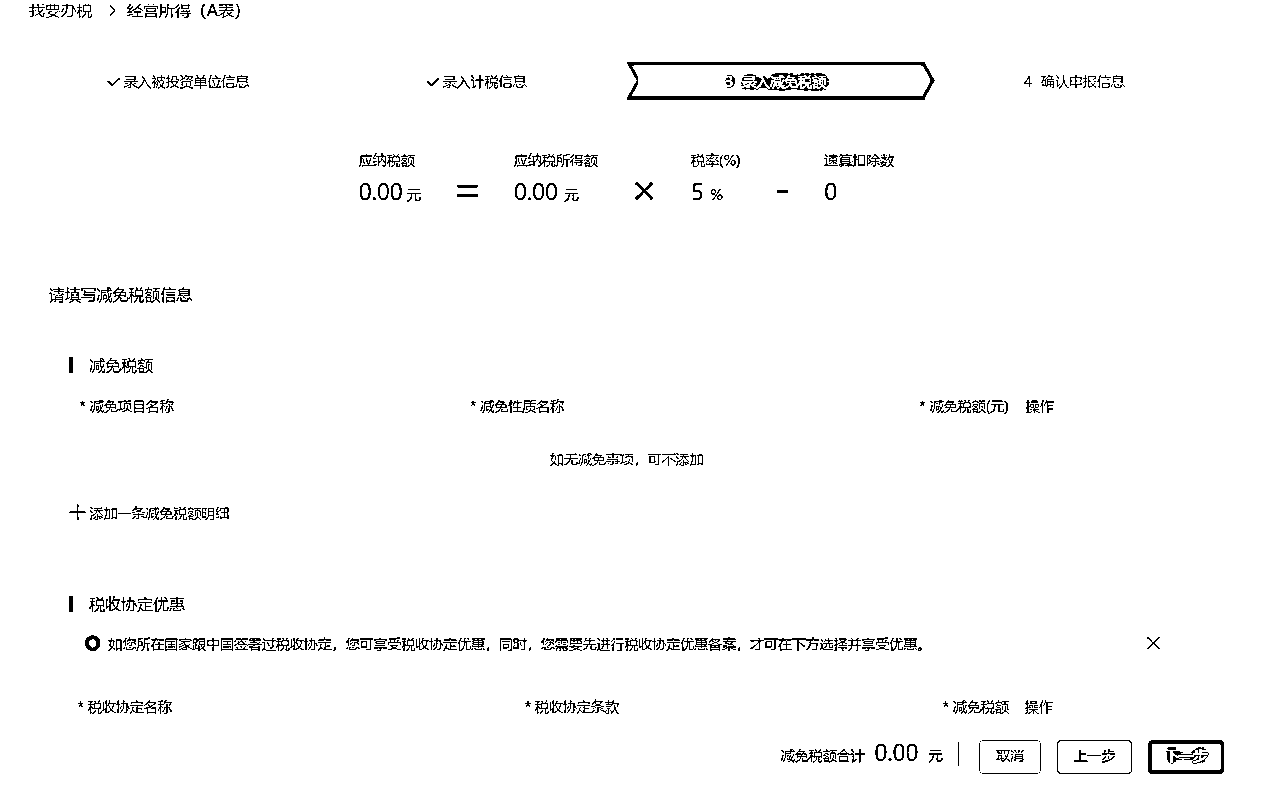 我要办税 > 经营所得（A表）
✓ 录入被投资单位信息 ✓ 录入计税信息 3 录入减免税额 4 确认申报信息
应纳税额 应纳税所得额 税率(%) 速算扣除数
0.00 元 = 0.00 元 × 5 % - 0
请填写减免税额信息
减免税额
* 减免项目名称 * 减免性质名称 * 减免税额(元) 操作
如无减免事项，可不添加
+ 添加一条减免税额明细
税收协定优惠
如您所在国家跟中国签署过税收协定，您可享受税收协定优惠，同时，您需要先进行税收协定优惠备案，才可在下方选择并享受优惠。 ×
* 税收协定名称 * 税收协定条款 * 减免税额 操作
减免税额合计 0.00 元 取消 上一步 下一步